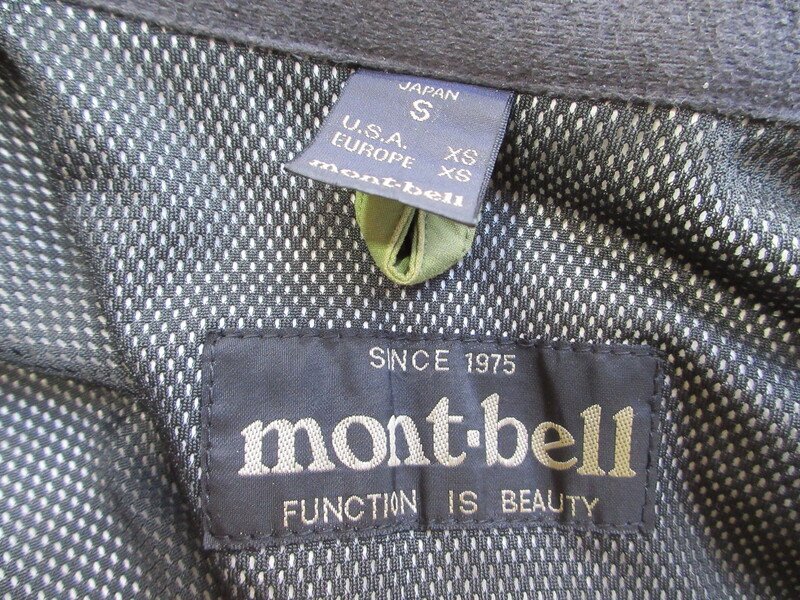 JAPAN
S
U.S.A. XS
EUROPE XS
mont-bell
SINCE 1975
mont-bell
FUNCTION IS BEAUTY